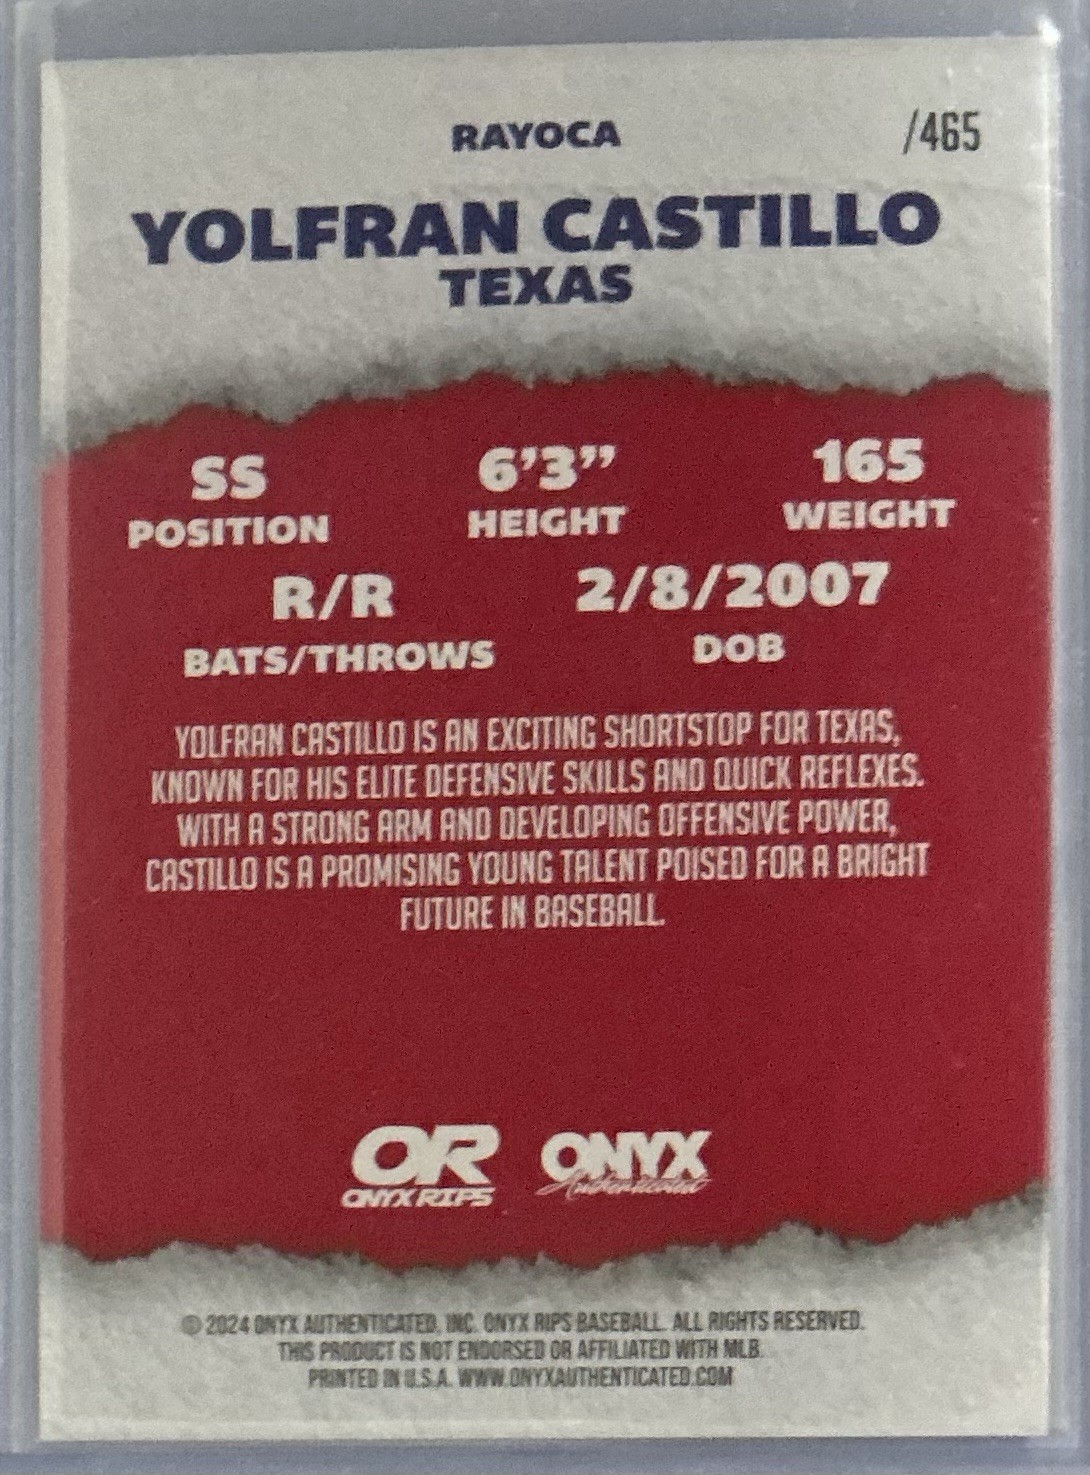 RAYOCA
/465
YOLFRAN CASTILLO
TEXAS
SS 6'3" 165
POSITION HEIGHT WEIGHT
R/R 2/8/2007
BATS/THROWS DOB
YOLFRAN CASTILLO IS AN EXCITING SHORTSTOP FOR TEXAS,
KNOWN FOR HIS ELITE DEFENSIVE SKILLS AND QUICK REFLEXES.
WITH A STRONG ARM AND DEVELOPING OFFENSIVE POWER,
CASTILLO IS A PROMISING YOUNG TALENT POISED FOR A BRIGHT
FUTURE IN BASEBALL.
OR ONYX
ONYX RIPS Authenticated
© 2024 ONYX AUTHENTICATED, INC. ONYX RIPS BASEBALL. ALL RIGHTS RESERVED.
THIS PRODUCT IS NOT ENDORSED OR AFFILIATED WITH MLB.
PRINTED IN U.S.A. WWW.ONYXAUTHENTICATED.COM